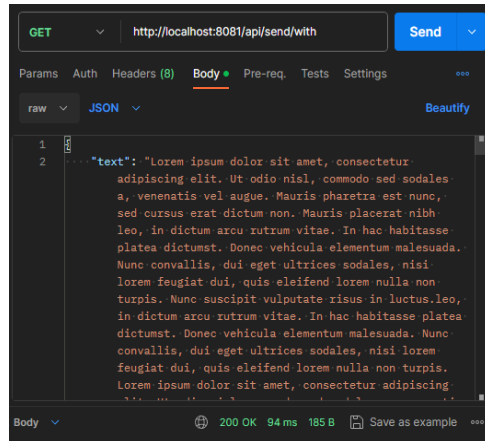 GET http://localhost:8081/api/send/with Send
Params Auth Headers (8) Body Pre-req. Tests Settings
raw JSON Beautify
1 {
2 "text": "Lorem ipsum dolor sit amet, consectetur
adipiscing elit. Ut odio nisl, commodo sed sodales
a, venenatis vel augue. Mauris pharetra est nunc,
sed cursus erat dictum non. Mauris placerat nibh
leo, in dictum arcu rutrum vitae. In hac habitasse
platea dictumst. Donec vehicula elementum malesuada.
Nunc convallis, dui eget ultrices sodales, nisi
lorem feugiat dui, quis eleifend lorem nulla non
turpis. Nunc suscipit vulputate risus in luctus.leo,
in dictum arcu rutrum vitae. In hac habitasse platea
dictumst. Donec vehicula elementum malesuada. Nunc
convallis, dui eget ultrices sodales, nisi lorem
feugiat dui, quis eleifend lorem nulla non turpis.
Lorem ipsum dolor sit amet, consectetur adipiscing
Body 200 OK 94 ms 185 B Save as example